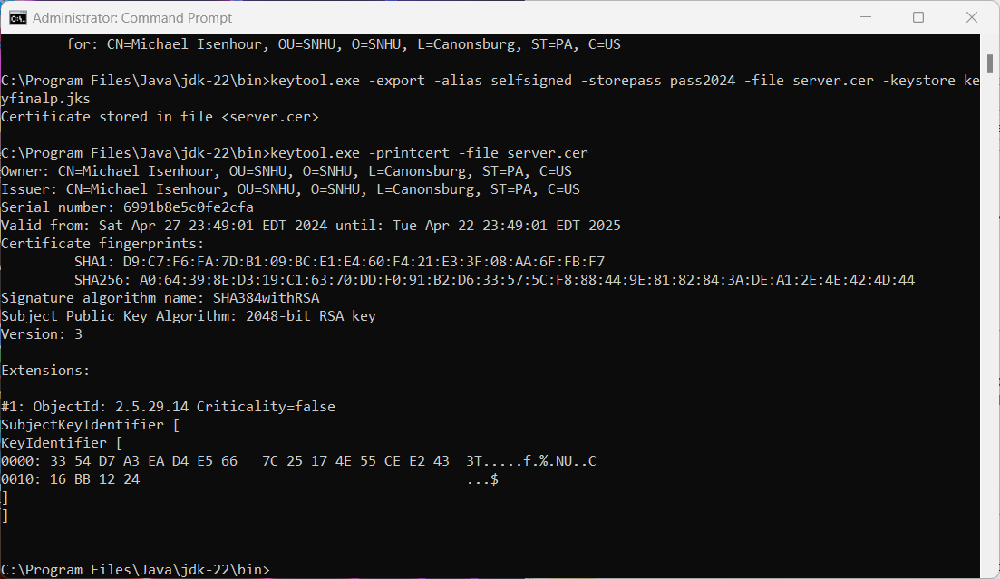 Administrator: Command Prompt
for: CN=Michael Isenhour, OU=SNHU, O=SNHU, L=Canonsburg, ST=PA, C=US
C:\Program Files\Java\jdk-22\bin>keytool.exe -export -alias selfsigned -storepass pass2024 -file server.cer -keystore ke
yfinalp.jks
Certificate stored in file <server.cer>
C:\Program Files\Java\jdk-22\bin>keytool.exe -printcert -file server.cer
Owner: CN=Michael Isenhour, OU=SNHU, O=SNHU, L=Canonsburg, ST=PA, C=US
Issuer: CN=Michael Isenhour, OU=SNHU, O=SNHU, L=Canonsburg, ST=PA, C=US
Serial number: 6991b8e5c0fe2cfa
Valid from: Sat Apr 27 23:49:01 EDT 2024 until: Tue Apr 22 23:49:01 EDT 2025
Certificate fingerprints:
SHA1: D9:C7:F6:FA:7D:B1:09:BC:E1:E4:60:F4:21:E3:3F:08:AA:6F:FB:F7
SHA256: A0:64:39:8E:D3:19:C1:63:70:DD:F0:91:B2:D6:33:57:5C:F8:88:44:9E:81:82:84:3A:DE:A1:2E:4E:42:4D:44
Signature algorithm name: SHA384withRSA
Subject Public Key Algorithm: 2048-bit RSA key
Version: 3
Extensions:
#1: ObjectId: 2.5.29.14 Criticality=false
SubjectKeyIdentifier [
KeyIdentifier [
0000: 33 54 D7 A3 EA D4 E5 66   7C 25 17 4E 55 CE E2 43  3T.....f.%.NU..C
0010: 16 BB 12 24                                        ...$
]
]
C:\Program Files\Java\jdk-22\bin>